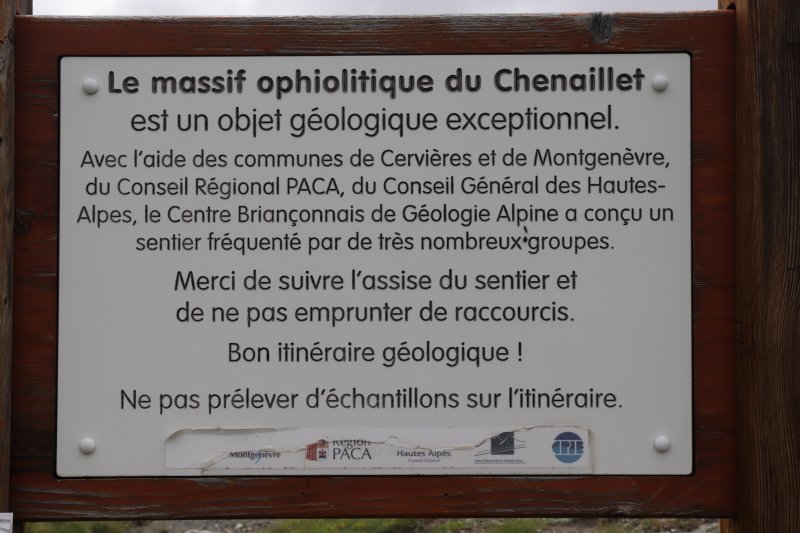 Le massif ophiolitique du Chenaillet
est un objet géologique exceptionnel.
Avec l'aide des communes de Cervières et de Montgenèvre,
du Conseil Régional PACA, du Conseil Général des Hautes-
Alpes, le Centre Briançonnais de Géologie Alpine a conçu un
sentier fréquenté par de très nombreux groupes.
Merci de suivre l'assise du sentier et
de ne pas emprunter de raccourcis.
Bon itinéraire géologique !
Ne pas prélever d'échantillons sur l'itinéraire.
Montgenèvre
Région
PACA
Hautes Alpes
Conseil Général